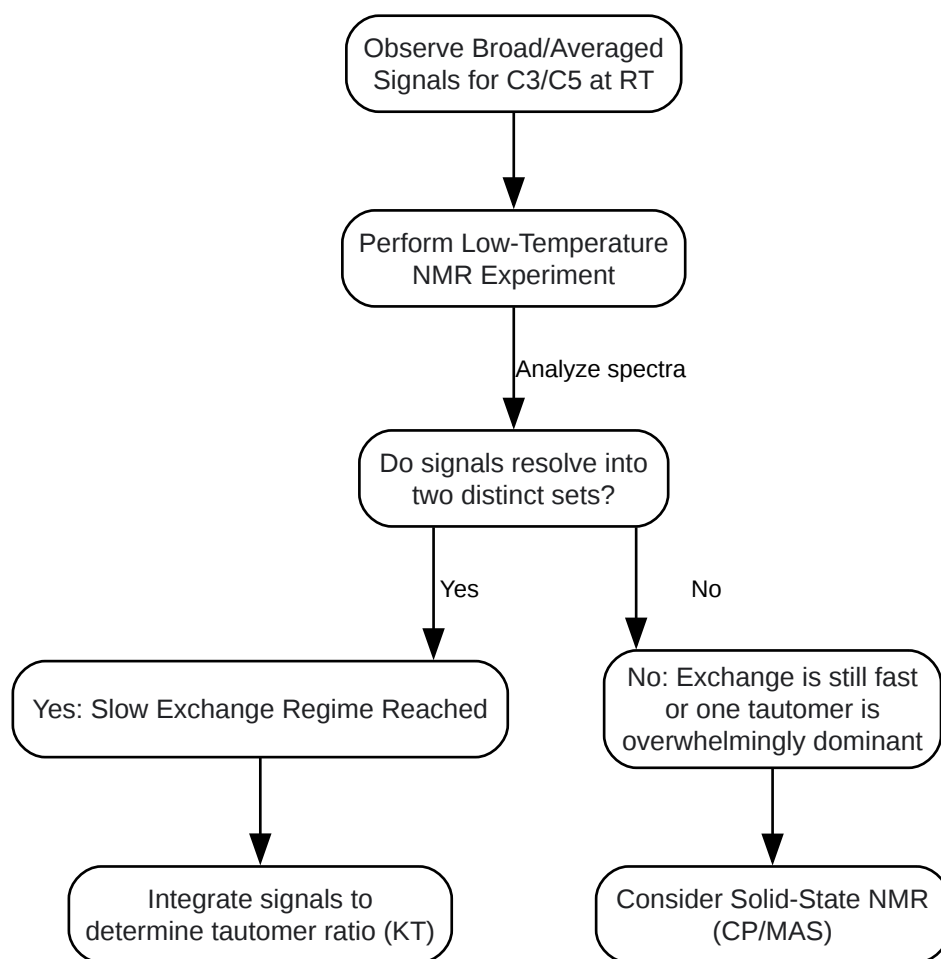 Observe Broad/Averaged
Signals for C3/C5 at RT
Perform Low-Temperature
NMR Experiment
Analyze spectra
Do signals resolve into
two distinct sets?
Yes
No
Yes: Slow Exchange Regime Reached
No: Exchange is still fast
or one tautomer is
overwhelmingly dominant
Integrate signals to
determine tautomer ratio (KT)
Consider Solid-State NMR
(CP/MAS)